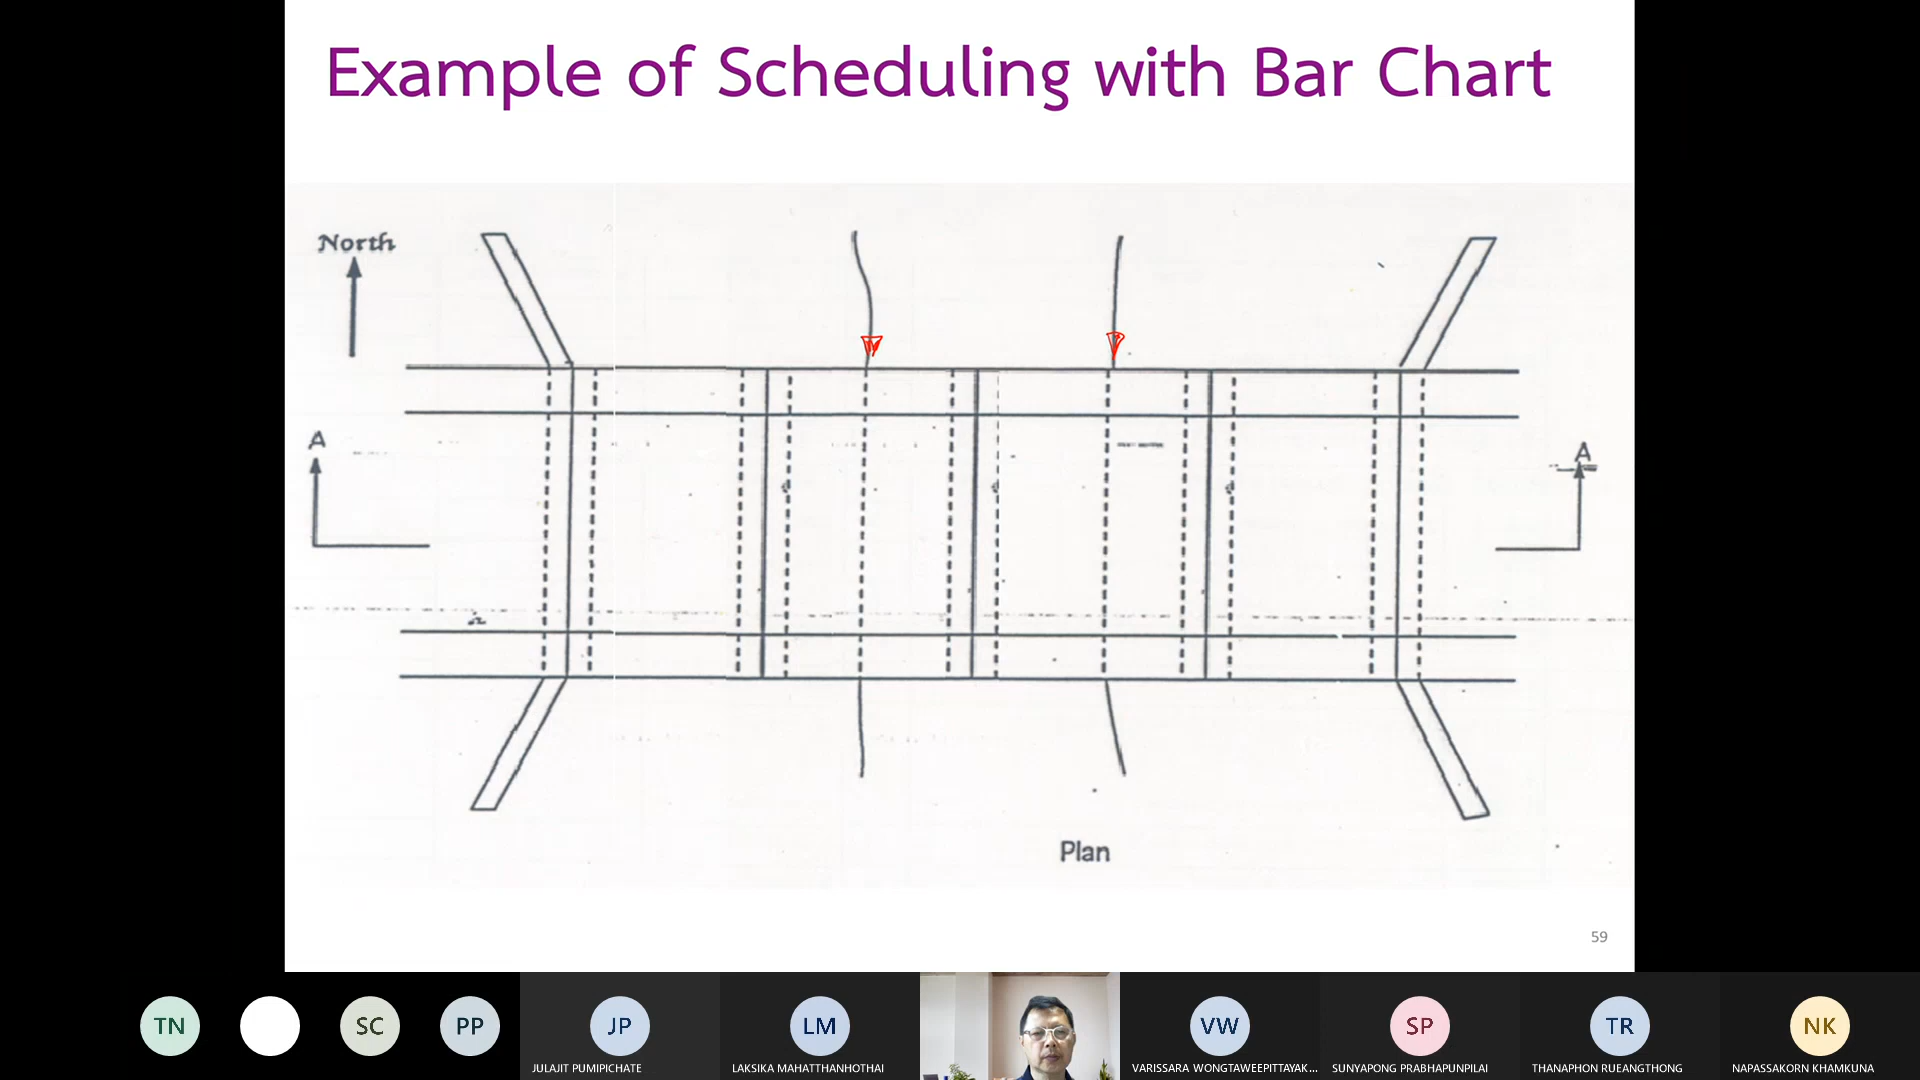 Example of Scheduling with Bar Chart
North
A
A
Plan
59
TN
SC
PP
JP
LM
VW
SP
TR
NK
JULAJIT PUMIPICHATE
LAKSIKA MAHATTHANHOTHAI
VARISSARA WONGTAWEEPITTAYAK...
SUNYAPONG PRABHAPUNPILAI
THANAPHON RUEANGTHONG
NAPASSAKORN KHAMKUNA